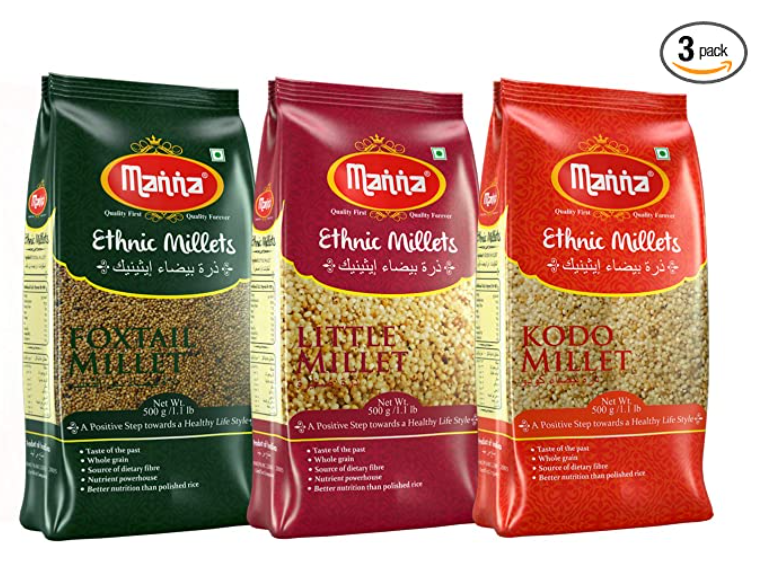 3 pack
Manna®
Quality First Quality Forever
Ethnic Millets
ذرة بيضاء إيثينيك
FOXTAIL
MILLET
Net Wt.
500 g /1.1 lb
A Positive Step towards a Healthy Life Style
• Taste of the past
• Whole grain
• Source of dietary fibre
• Nutrient powerhouse
• Better nutrition than polished rice
Manna
Manna®
Quality First Quality Forever
Ethnic Millets
ذرة بيضاء إيثينيك
LITTLE
MILLET
Net Wt.
500 g /1.1 lb
A Positive Step towards a Healthy Life Style
• Taste of the past
• Whole grain
• Source of dietary fibre
• Nutrient powerhouse
• Better nutrition than polished rice
Manna®
Quality First Quality Forever
Ethnic Millets
ذرة بيضاء إيثينيك
KODO
MILLET
Net Wt.
500 g /1.1 lb
A Positive Step towards a Healthy Life Style
• Taste of the past
• Whole grain
• Source of dietary fibre
• Nutrient powerhouse
• Better nutrition than polished rice